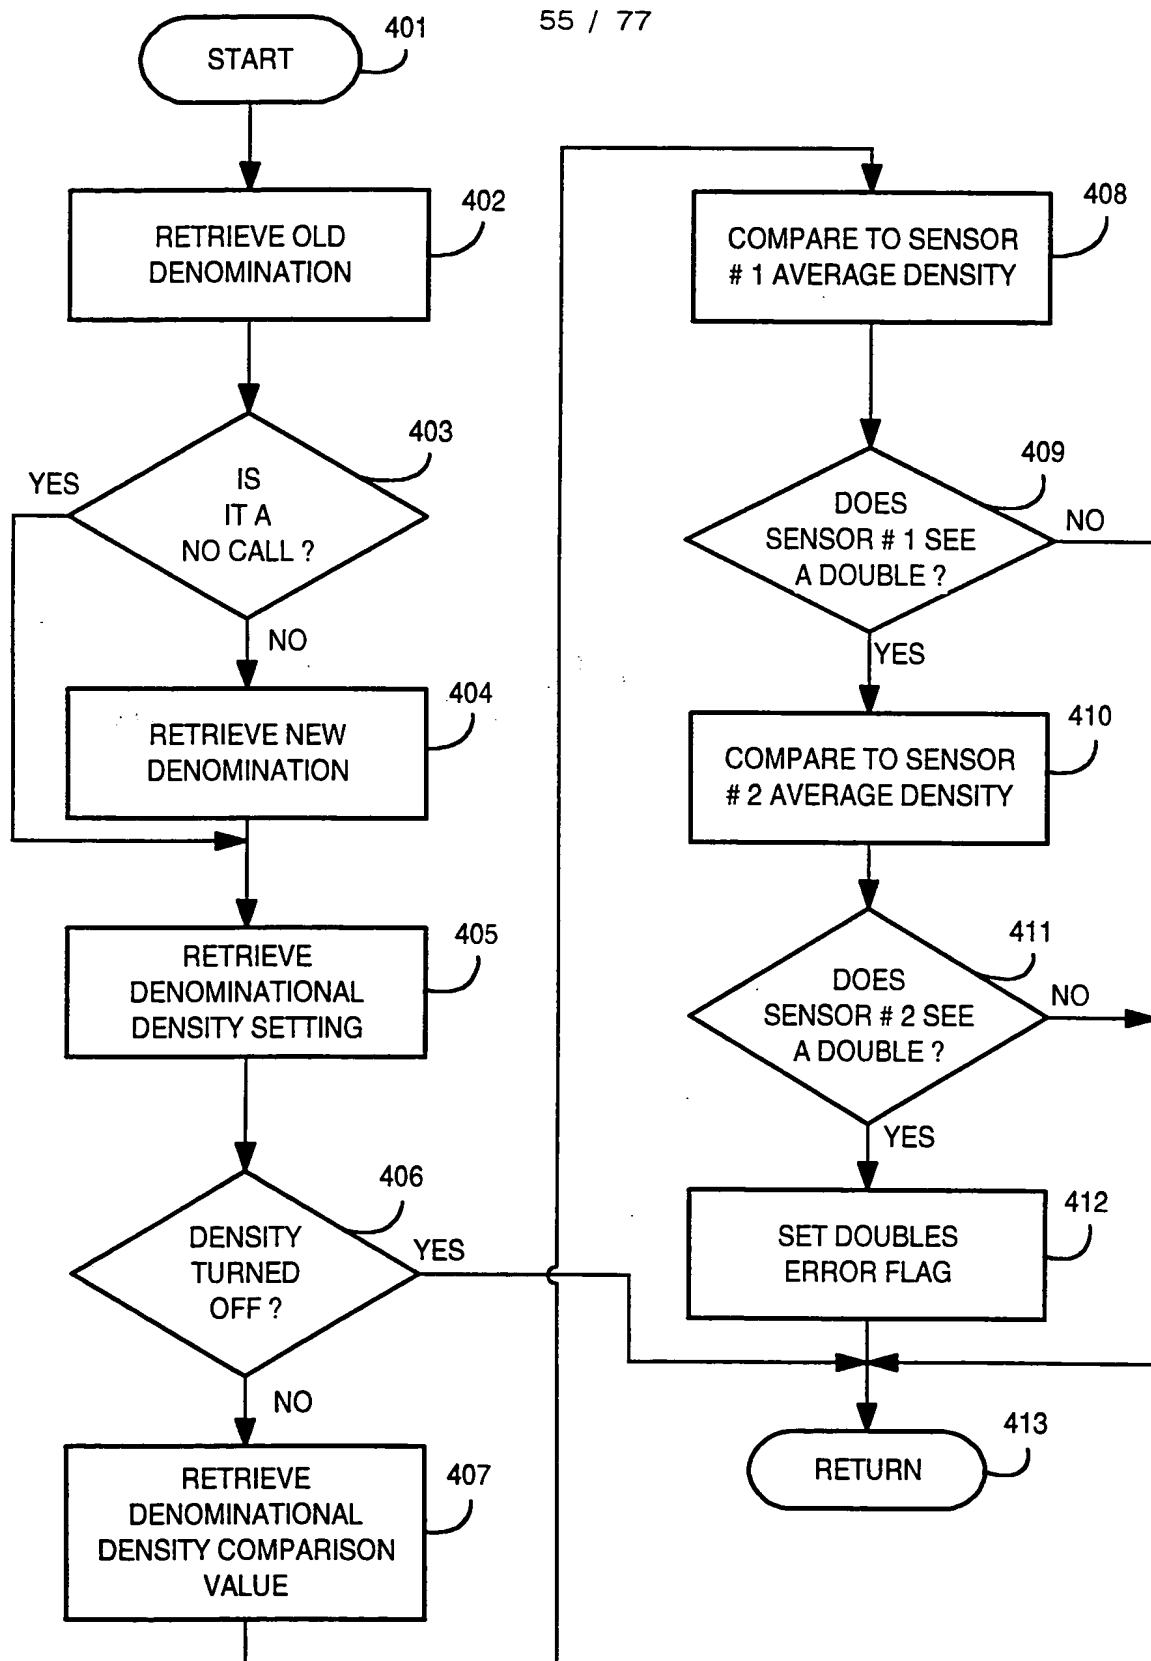 55 / 77
START
401
RETRIEVE OLD
DENOMINATION
402
IS
IT A
NO CALL ?
403
YES
NO
RETRIEVE NEW
DENOMINATION
404
RETRIEVE
DENOMINATIONAL
DENSITY SETTING
405
DENSITY
TURNED
OFF ?
406
YES
NO
RETRIEVE
DENOMINATIONAL
DENSITY COMPARISON
VALUE
407
COMPARE TO SENSOR
# 1 AVERAGE DENSITY
408
DOES
SENSOR # 1 SEE
A DOUBLE ?
409
NO
YES
COMPARE TO SENSOR
# 2 AVERAGE DENSITY
410
DOES
SENSOR # 2 SEE
A DOUBLE ?
411
NO
YES
SET DOUBLES
ERROR FLAG
412
RETURN
413